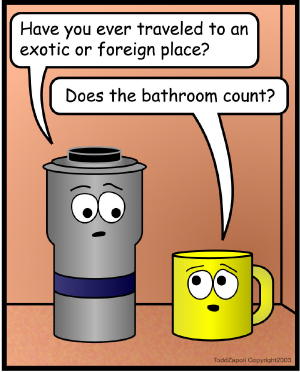 Have you ever traveled to an
exotic or foreign place?
Does the bathroom count?
ToddZapoli Copyright2003